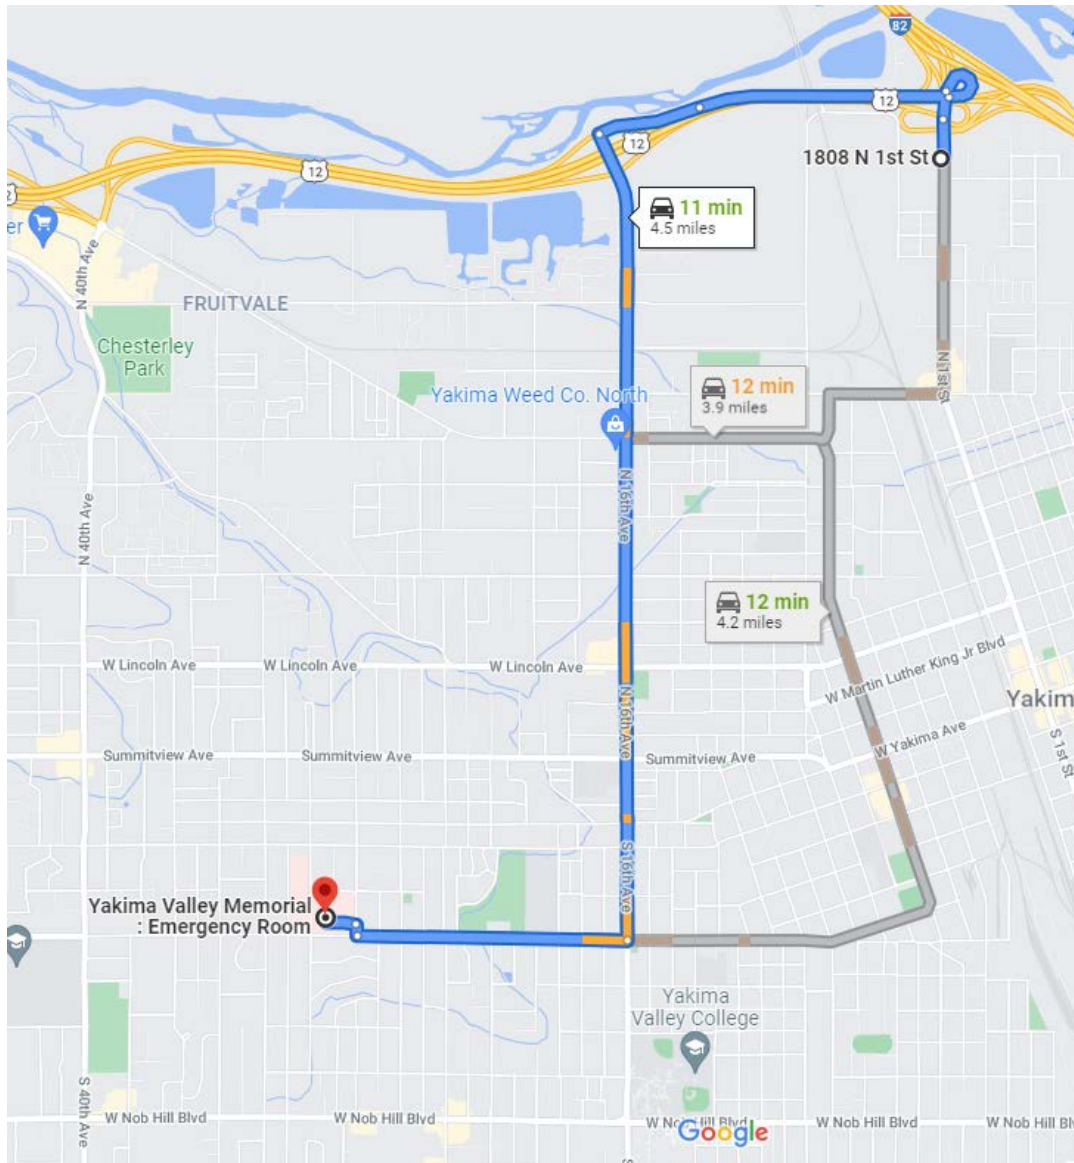 82
12
12
12
2
1808 N 1st St
11 min
4.5 miles
er
N 40th Ave
FRUITVALE
Chesterley
Park
N 1st St
12 min
3.9 miles
Yakima Weed Co. North
N 16th Ave
N 40th Ave
12 min
4.2 miles
W Lincoln Ave
W Lincoln Ave
W Lincoln Ave
W Martin Luther King Jr Blvd
N 16th Ave
Yakim
W Yakima Ave
S 1st St
Summitview Ave
Summitview Ave
Summitview Ave
S 16th Ave
Yakima Valley Memorial
: Emergency Room
Yakima
Valley College
S 40th Ave
W Nob Hill Blvd
W Nob Hill Blvd
W Nob Hill Blvd
W Nob Hill Blvd
Google